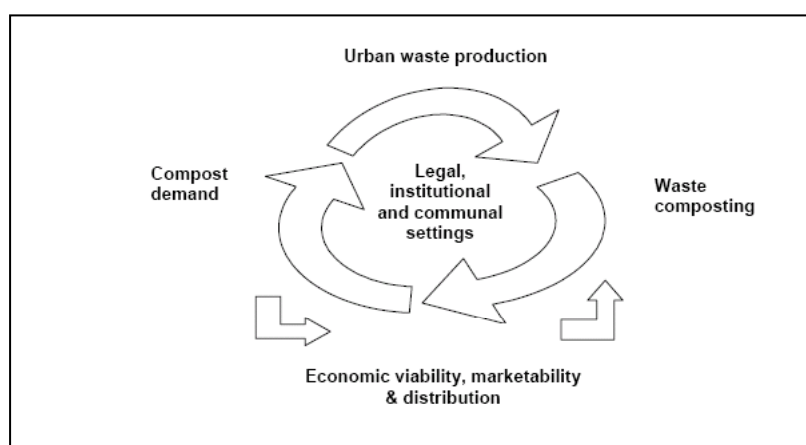 Urban waste production
Compost
demand
Legal,
institutional
and communal
settings
Waste
composting
Economic viability, marketability
& distribution